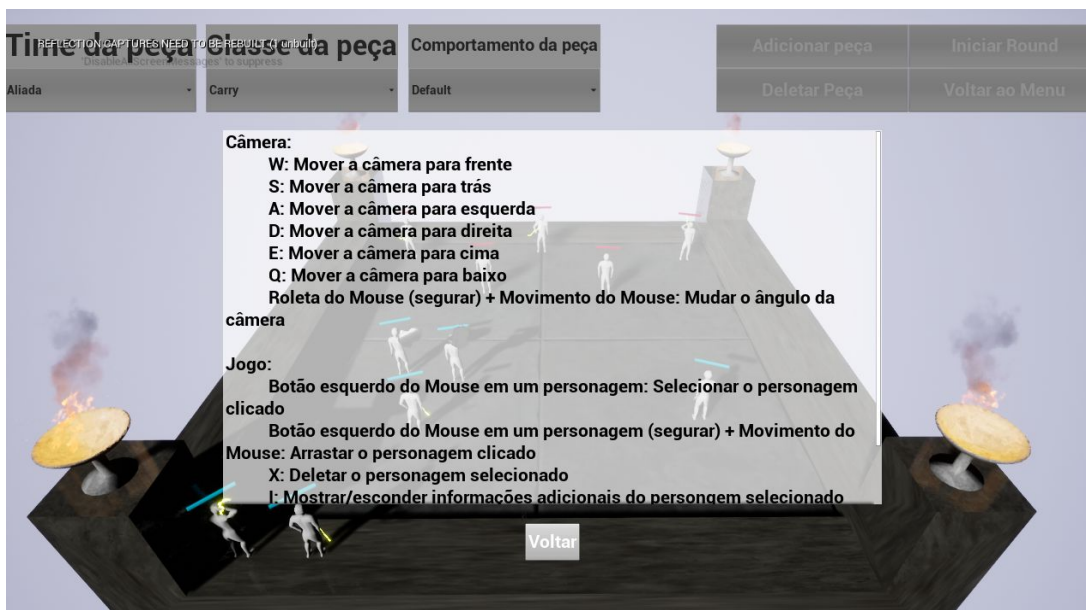 Time da peça
Classe da peça
Comportamento da peça
Adicionar peça
Iniciar Round
REFLECTION CAPTURES NEED TO BE REBUILT (1 unbuilt)
'DisableAllScreenMessages' to suppress
Aliada
Carry
Default
Deletar Peça
Voltar ao Menu
Câmera:
W: Mover a câmera para frente
S: Mover a câmera para trás
A: Mover a câmera para esquerda
D: Mover a câmera para direita
E: Mover a câmera para cima
Q: Mover a câmera para baixo
Roleta do Mouse (segurar) + Movimento do Mouse: Mudar o ângulo da
câmera
Jogo:
Botão esquerdo do Mouse em um personagem: Selecionar o personagem
clicado
Botão esquerdo do Mouse em um personagem (segurar) + Movimento do
Mouse: Arrastar o personagem clicado
X: Deletar o personagem selecionado
I: Mostrar/esconder informações adicionais do persongem selecionado
Voltar